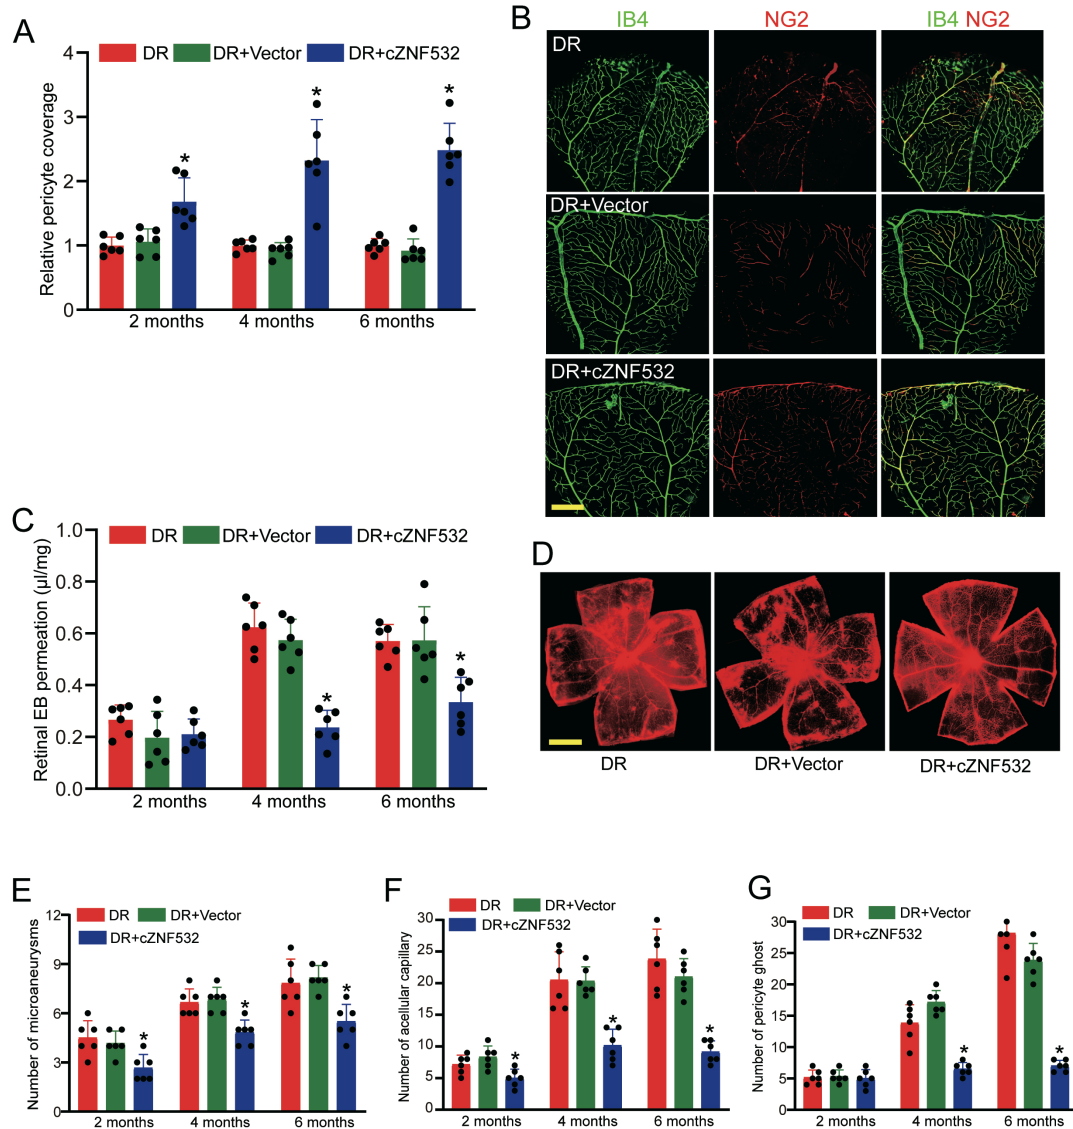 A
DR DR+Vector DR+cZNF532
Relative pericyte coverage
4
3
2
1
0
* * *
2 months 4 months 6 months
B
IB4 NG2 IB4 NG2
DR
DR+Vector
DR+cZNF532
C
DR DR+Vector DR+cZNF532
Retinal EB permeation (µl/mg)
1.0
0.8
0.6
0.4
0.2
0.0
* *
2 months 4 months 6 months
D
DR DR+Vector DR+cZNF532
E
DR DR+Vector
DR+cZNF532
Number of microaneurysms
12
9
6
3
0
* * *
2 months 4 months 6 months
F
DR DR+Vector
DR+cZNF532
Number of acellular capillary
30
25
20
15
10
5
0
* * *
2 months 4 months 6 months
G
DR DR+Vector
DR+cZNF532
Number of pericyte ghost
30
20
15
10
5
0
* *
2 months 4 months 6 months